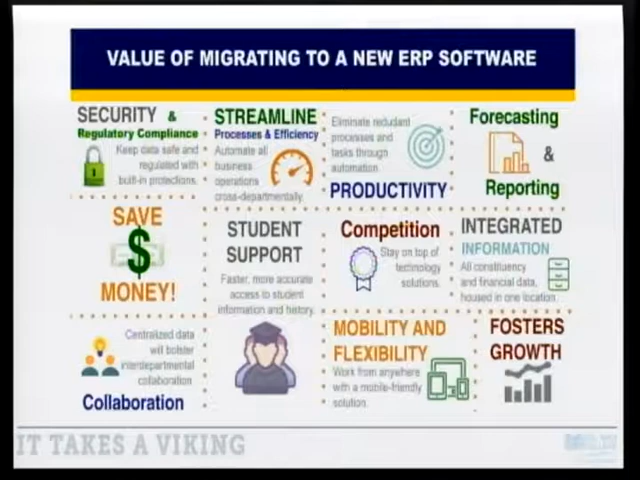 VALUE OF MIGRATING TO A NEW ERP SOFTWARE
SECURITY &
Regulatory Compliance
Keep data safe and
regulated with
built-in protections.
STREAMLINE
Processes & Efficiency
Automate all
business
operations
cross-departmentally.
Eliminate redudant
processes and
tasks through
automation.
PRODUCTIVITY
Forecasting
&
Reporting
SAVE
$
MONEY!
STUDENT
SUPPORT
Faster, more accurate
access to student
information and history.
Competition
Stay on top of
technology
solutions.
INTEGRATED
INFORMATION
All constituency
and financial data,
housed in one location.
Centralized data
will bolster
interdepartmental
collaboration.
Collaboration
MOBILITY AND
FLEXIBILITY
Work from anywhere
with a mobile-friendly
solution.
FOSTERS
GROWTH
IT TAKES A VIKING